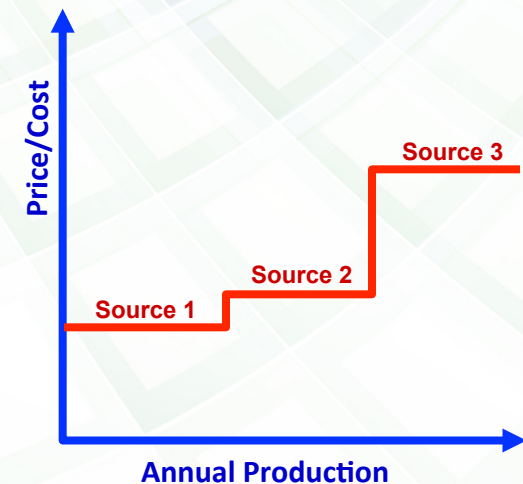 Price/Cost
Source 3
Source 2
Source 1
Annual Production